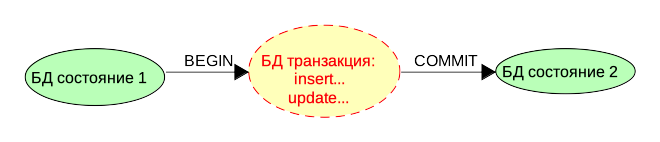 БД состояние 1
BEGIN
БД транзакция:
insert...
update...
COMMIT
БД состояние 2